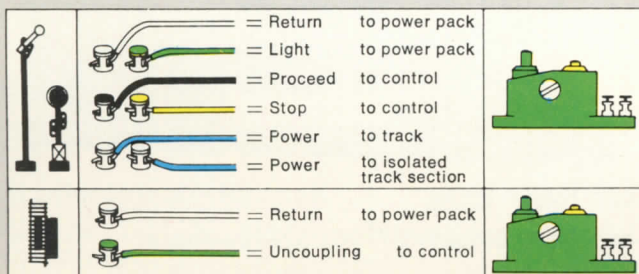 = Return to power pack
= Light to power pack
= Proceed to control
= Stop to control
= Power to track
= Power to isolated
track section
= Return to power pack
= Uncoupling to control